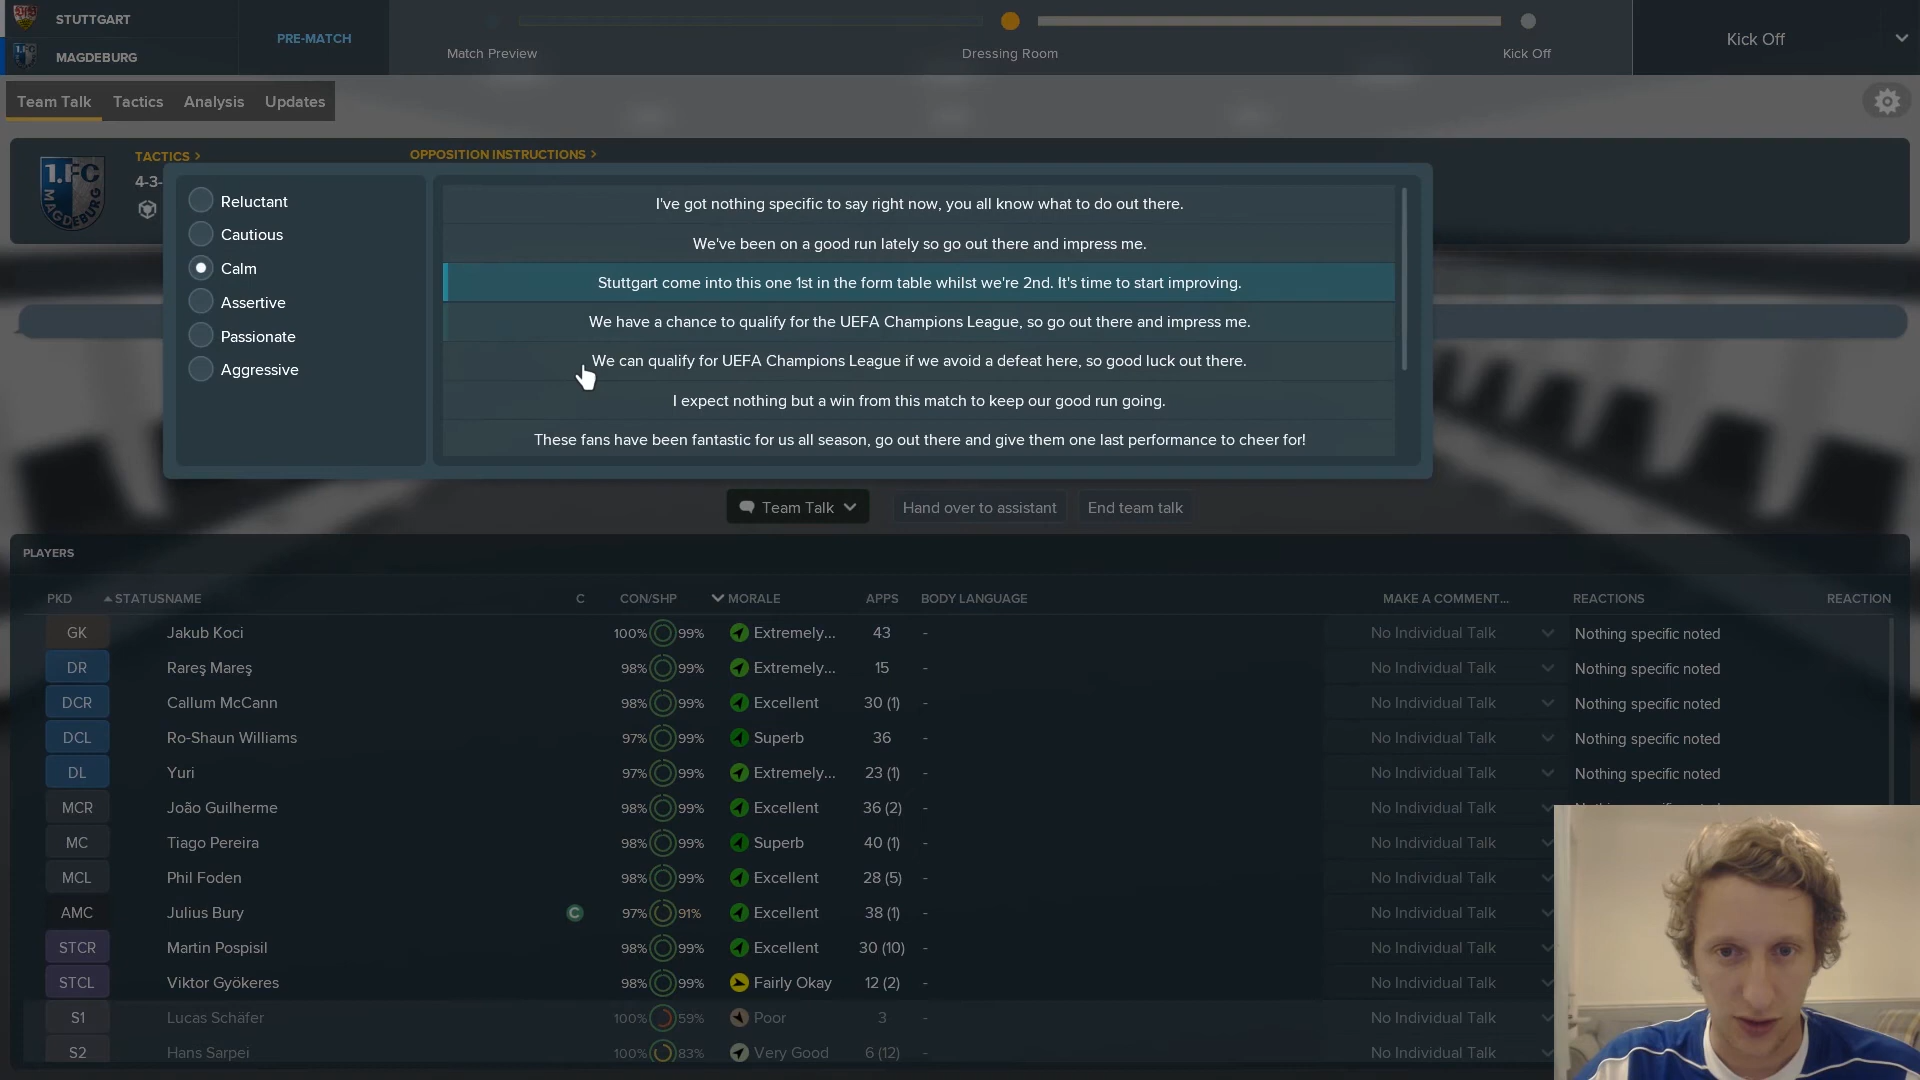 STUTTGART
MAGDEBURG
PRE-MATCH
Match Preview
Dressing Room
Kick Off
Kick Off
Team Talk Tactics Analysis Updates
1.FC
MAGDEBURG
TACTICS >
4-3-
OPPOSITION INSTRUCTIONS >
Reluctant
Cautious
Calm
Assertive
Passionate
Aggressive
I've got nothing specific to say right now, you all know what to do out there.
We've been on a good run lately so go out there and impress me.
Stuttgart come into this one 1st in the form table whilst we're 2nd. It's time to start improving.
We have a chance to qualify for the UEFA Champions League, so go out there and impress me.
We can qualify for UEFA Champions League if we avoid a defeat here, so good luck out there.
I expect nothing but a win from this match to keep our good run going.
These fans have been fantastic for us all season, go out there and give them one last performance to cheer for!
Team Talk Hand over to assistant End team talk
PLAYERS
PKD STATUSNAME C CON/SHP MORALE APPS BODY LANGUAGE MAKE A COMMENT... REACTIONS REACTION
GK Jakub Koci 100% 99% Extremely... 43 - No Individual Talk Nothing specific noted
DR Rareş Mareş 98% 99% Extremely... 15 - No Individual Talk Nothing specific noted
DCR Callum McCann 98% 99% Excellent 30 (1) - No Individual Talk Nothing specific noted
DCL Ro-Shaun Williams 97% 99% Superb 36 - No Individual Talk Nothing specific noted
DL Yuri 97% 99% Extremely... 23 (1) - No Individual Talk Nothing specific noted
MCR João Guilherme 98% 99% Excellent 36 (2) - No Individual Talk
MC Tiago Pereira 98% 99% Superb 40 (1) - No Individual Talk
MCL Phil Foden 98% 99% Excellent 28 (5) - No Individual Talk
AMC Julius Bury C 97% 91% Excellent 38 (1) - No Individual Talk
STCR Martin Pospisil 98% 99% Excellent 30 (10) - No Individual Talk
STCL Viktor Gyökeres 98% 99% Fairly Okay 12 (2) - No Individual Talk
S1 Lucas Schäfer 100% 59% Poor 3 - No Individual Talk
S2 Hans Sarpei 100% 83% Very Good 6 (12) - No Individual Talk